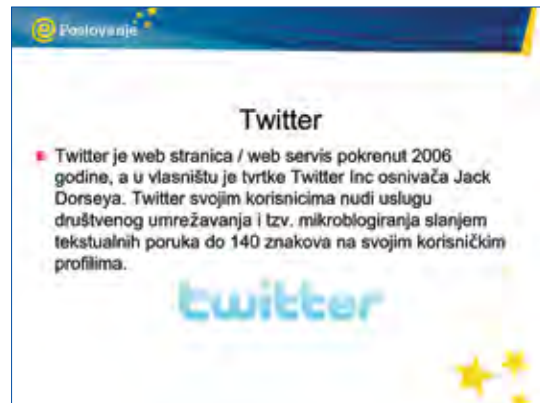 e Poslovanje
Twitter
Twitter je web stranica / web servis pokrenut 2006
godine, a u vlasništu je tvrtke Twitter Inc osnivača Jack
Dorseya. Twitter svojim korisnicima nudi uslugu
društvenog umrežavanja i tzv. mikroblogiranja slanjem
tekstualnih poruka do 140 znakova na svojim korisničkim
profilima.
twitter